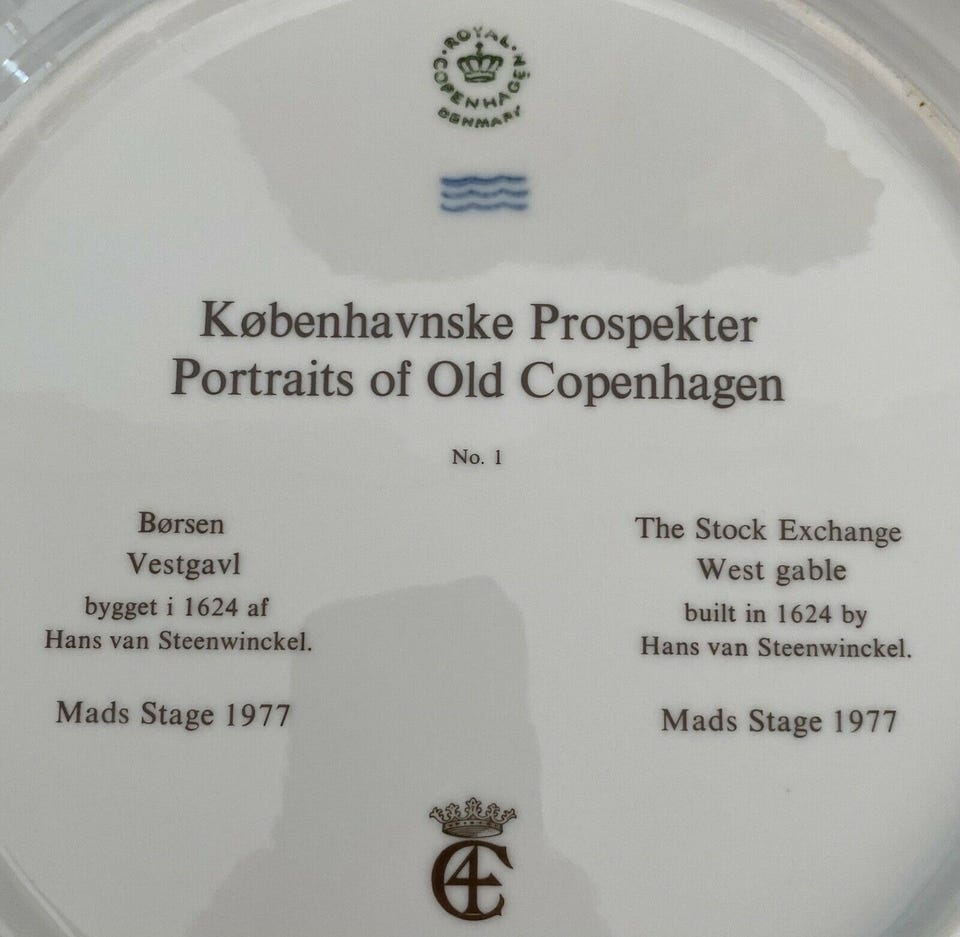 ROYAL COPENHAGEN
DENMARK
Københavnske Prospekter
Portraits of Old Copenhagen
No. 1
Børsen
Vestgavl
bygget i 1624 af
Hans van Steenwinckel.
Mads Stage 1977
The Stock Exchange
West gable
built in 1624 by
Hans van Steenwinckel.
Mads Stage 1977
C4